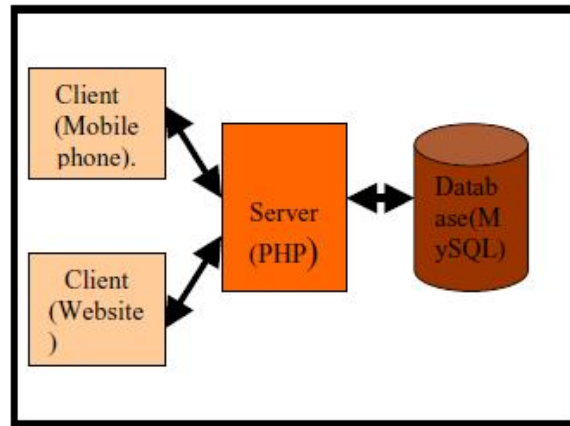 Client
(Mobile
phone).
Client
(Website
)
Server
(PHP)
Datab
ase(M
ySQL)